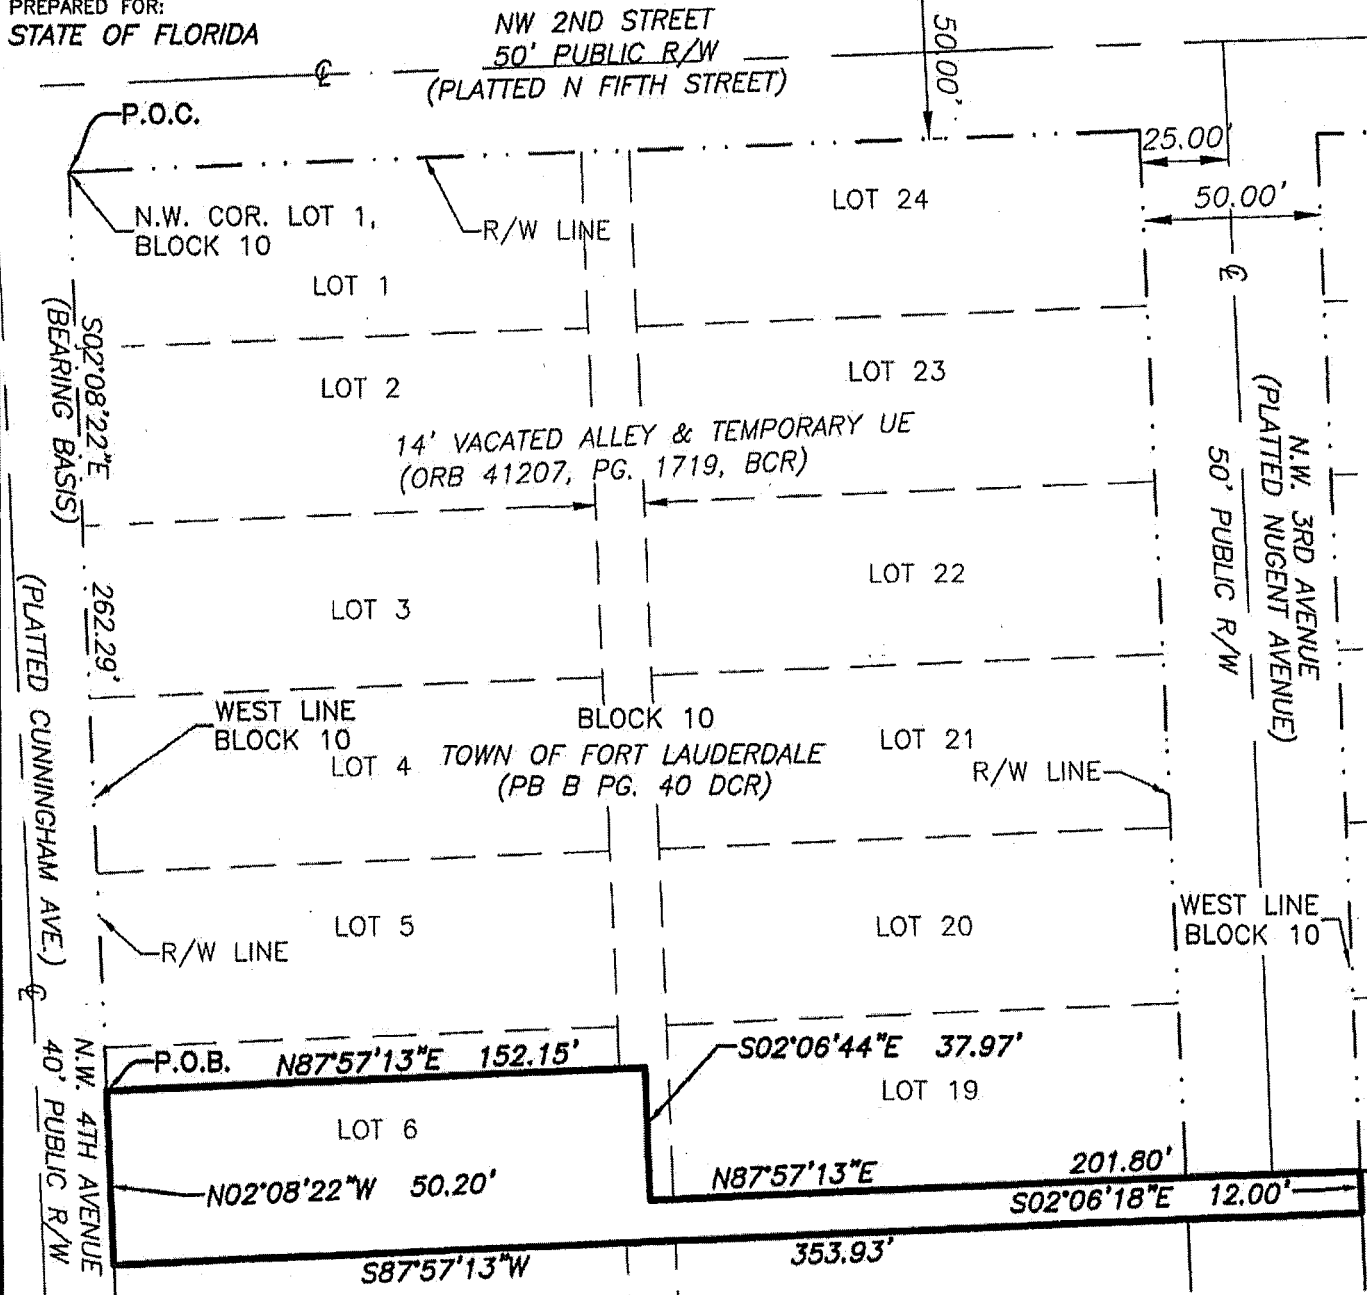 PREPARED FOR:
STATE OF FLORIDA
NW 2ND STREET
50' PUBLIC R/W
(PLATTED N FIFTH STREET)
50.00'
P.O.C.
25.00'
50.00'
N.W. COR. LOT 1,
BLOCK 10
R/W LINE
LOT 24
LOT 1
S02°08'22"E
(BEARING BASIS)
LOT 2
LOT 23
14' VACATED ALLEY & TEMPORARY UE
(ORB 41207, PG. 1719, BCR)
N.W. 3RD AVENUE
(PLATTED NUGENT AVENUE)
50' PUBLIC R/W
262.29'
LOT 3
LOT 22
(PLATTED CUNNINGHAM AVE.)
WEST LINE
BLOCK 10
LOT 4
BLOCK 10
TOWN OF FORT LAUDERDALE
(PB B PG. 40 DCR)
LOT 21
R/W LINE
LOT 5
R/W LINE
LOT 20
WEST LINE
BLOCK 10
N.W. 4TH AVENUE
40' PUBLIC R/W
P.O.B.
N87°57'13"E 152.15'
S02°06'44"E 37.97'
LOT 19
LOT 6
N02°08'22"W 50.20'
N87°57'13"E 201.80'
S02°06'18"E 12.00'
S87°57'13"W 353.93'